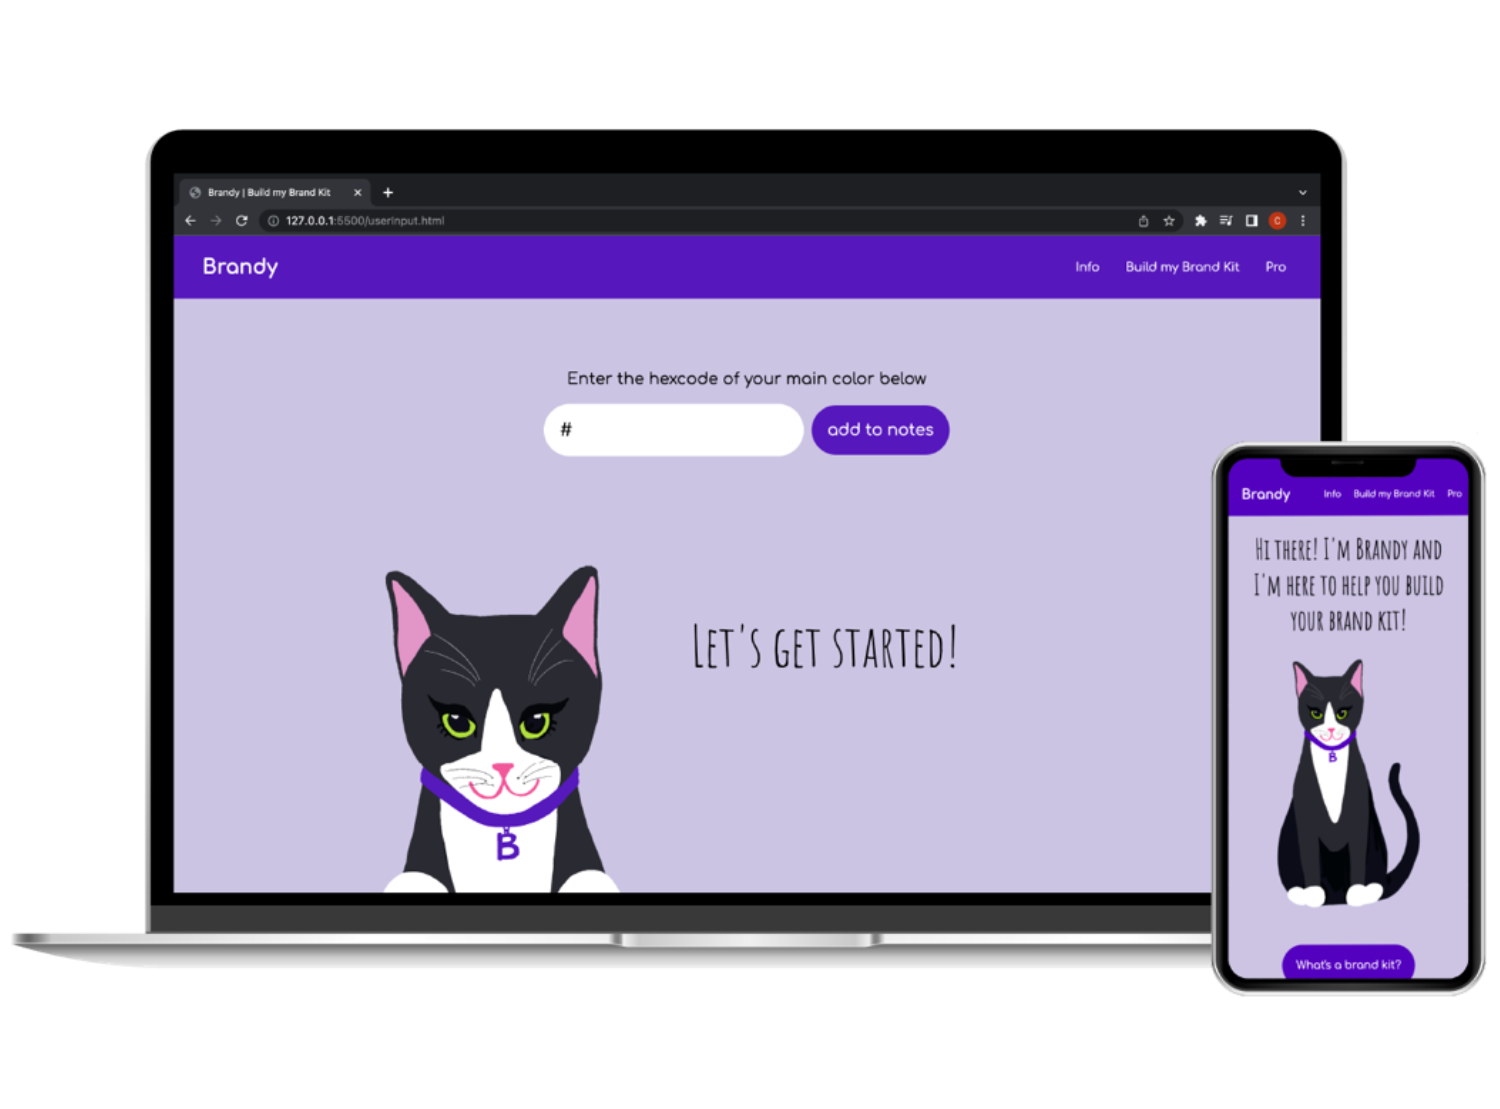 Brandy | Build my Brand Kit
127.0.0.1:5500/userinput.html
C
Brandy
Info Build my Brand Kit Pro
Enter the hexcode of your main color below
#
add to notes
Let's get started!
B
Brandy Info Build my Brand Kit Pro
Hi there! I'm Brandy and
I'm here to help you build
your brand kit!
B
What's a brand kit?